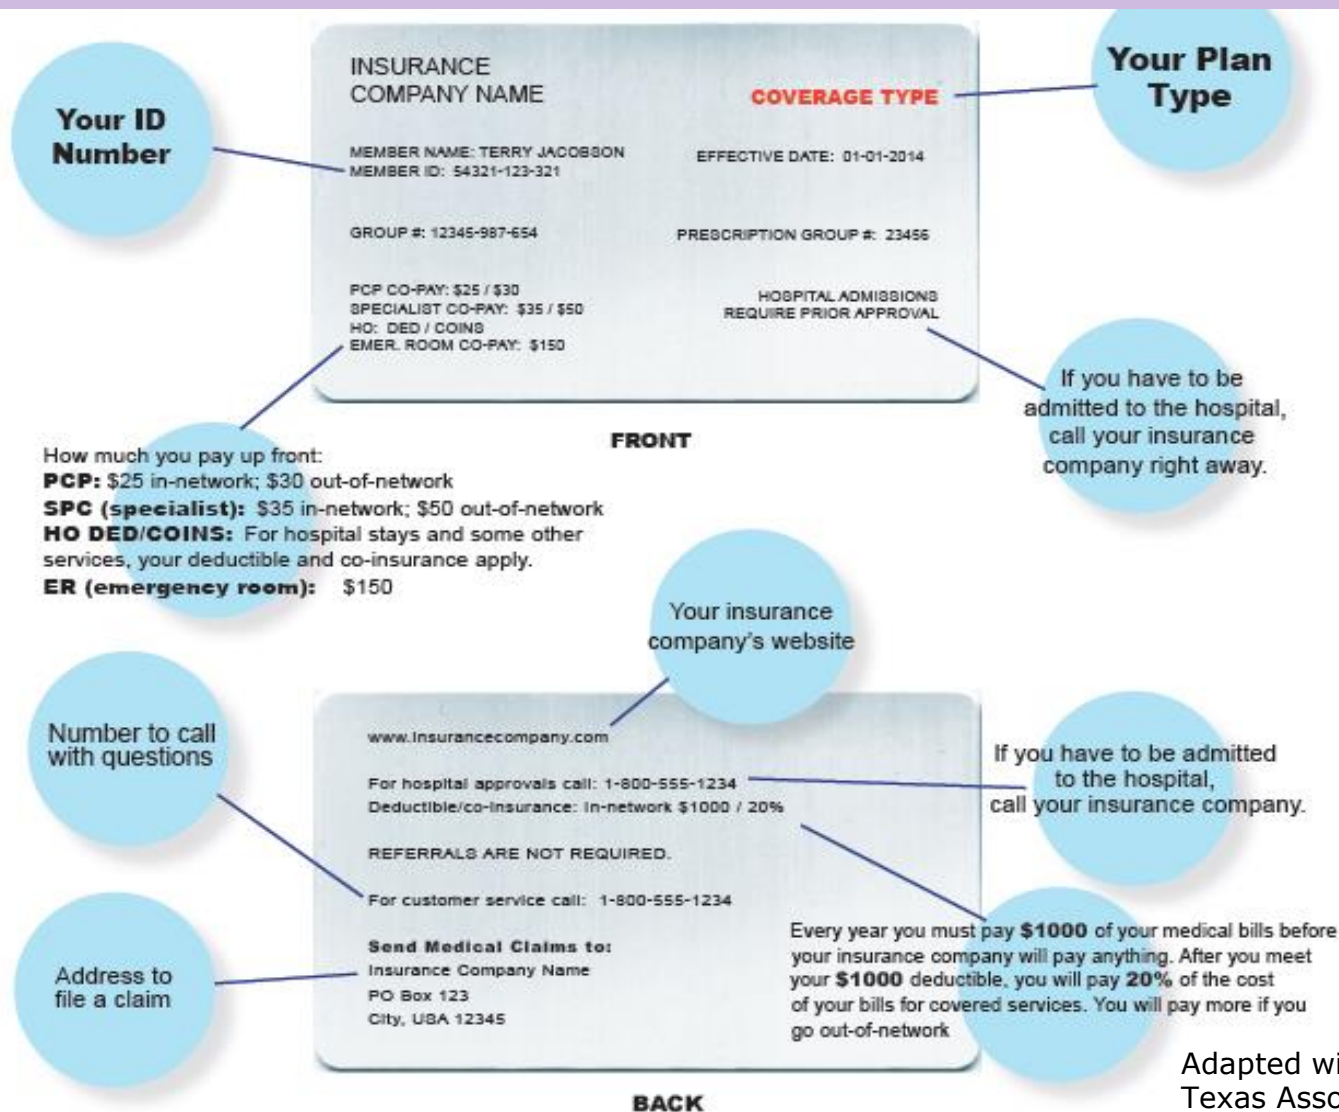 Your ID
Number
INSURANCE
COMPANY NAME
COVERAGE TYPE
Your Plan
Type
MEMBER NAME: TERRY JACOBSON
MEMBER ID: 54321-123-321
EFFECTIVE DATE: 01-01-2014
GROUP #: 12345-987-654
PRESCRIPTION GROUP #: 23456
PCP CO-PAY: $25 / $30
SPECIALIST CO-PAY: $35 / $50
HO: DED / COINS
EMER. ROOM CO-PAY: $150
HOSPITAL ADMISSIONS
REQUIRE PRIOR APPROVAL
If you have to be
admitted to the hospital,
call your insurance
company right away.
FRONT
How much you pay up front:
PCP: $25 in-network; $30 out-of-network
SPC (specialist): $35 in-network; $50 out-of-network
HO DED/COINS: For hospital stays and some other
services, your deductible and co-insurance apply.
ER (emergency room): $150
Your insurance
company's website
Number to call
with questions
www.insurancecompany.com
For hospital approvals call: 1-800-555-1234
Deductible/co-insurance: In-network $1000 / 20%
If you have to be admitted
to the hospital,
call your insurance company.
REFERRALS ARE NOT REQUIRED.
For customer service call: 1-800-555-1234
Address to
file a claim
Send Medical Claims to:
Insurance Company Name
PO Box 123
City, USA 12345
Every year you must pay $1000 of your medical bills before
your insurance company will pay anything. After you meet
your $1000 deductible, you will pay 20% of the cost
of your bills for covered services. You will pay more if you
go out-of-network
BACK
Adapted
Texas